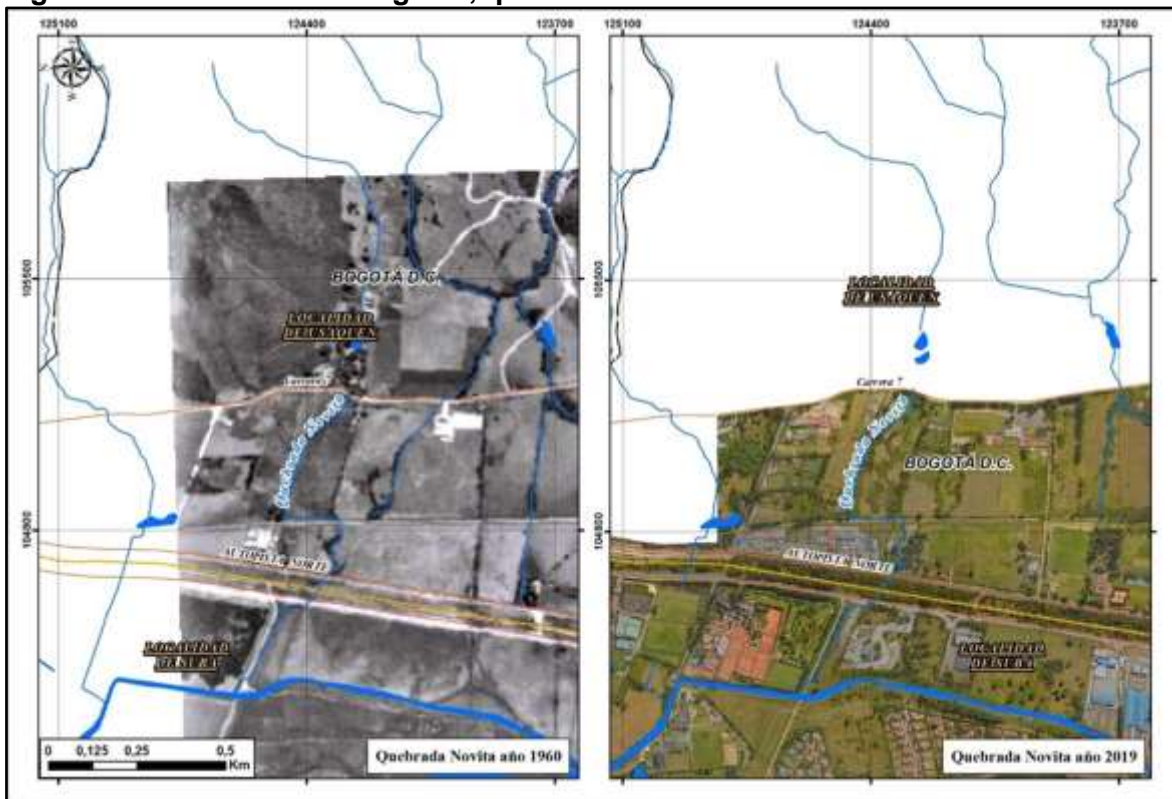 125100 124400 123700
105500
BOGOTÁ D.C.
LOCALIDAD
DE USAQUÉN
Carrera 7
Quebrada Novita
104800
AUTOPISTA NORTE
LOCALIDAD
DE SUBA
0 0,125 0,25 0,5
Km
Quebrada Novita año 1960
125100 124400 123700
105500
LOCALIDAD
DE USAQUÉN
Carrera 7
Quebrada Novita
BOGOTÁ D.C.
104800
AUTOPISTA NORTE
LOCALIDAD
DE SUBA
Quebrada Novita año 2019